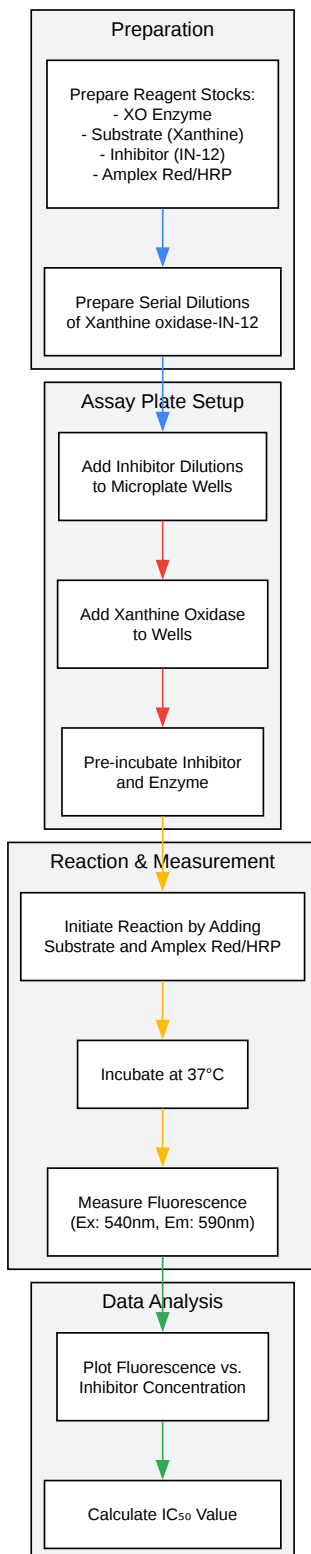 Preparation
Prepare Reagent Stocks:
- XO Enzyme
- Substrate (Xanthine)
- Inhibitor (IN-12)
- Amplex Red/HRP
Prepare Serial Dilutions
of Xanthine oxidase-IN-12
Assay Plate Setup
Add Inhibitor Dilutions
to Microplate Wells
Add Xanthine Oxidase
to Wells
Pre-incubate Inhibitor
and Enzyme
Reaction & Measurement
Initiate Reaction by Adding
Substrate and Amplex Red/HRP
Incubate at 37°C
Measure Fluorescence
(Ex: 540nm, Em: 590nm)
Data Analysis
Plot Fluorescence vs.
Inhibitor Concentration
Calculate IC₅₀ Value